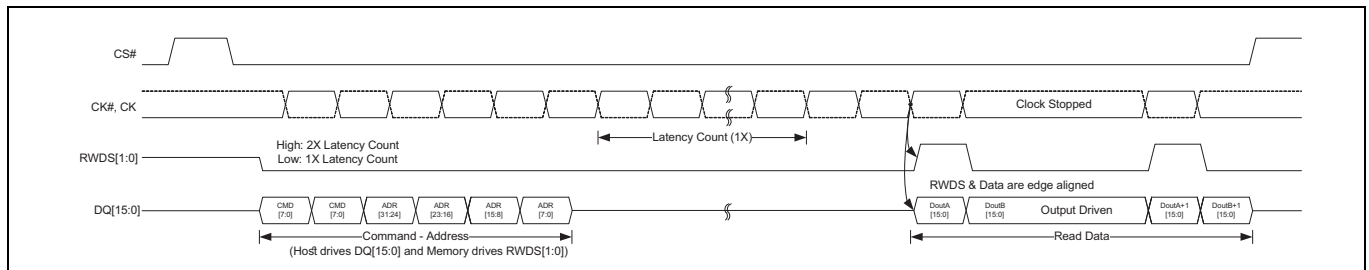 CS#
CK#, CK
Clock Stopped
Latency Count (1X)
High: 2X Latency Count
Low: 1X Latency Count
RWDS[1:0]
RWDS & Data are edge aligned
DQ[15:0]
CMD
[7:0]
CMD
[7:0]
ADR
[31:24]
ADR
[23:16]
ADR
[15:8]
ADR
[7:0]
DoutA
[15:0]
DoutB
[15:0]
Output Driven
DoutA+1
[15:0]
DoutB+1
[15:0]
Command - Address
Read Data
(Host drives DQ[15:0] and Memory drives RWDS[1:0])